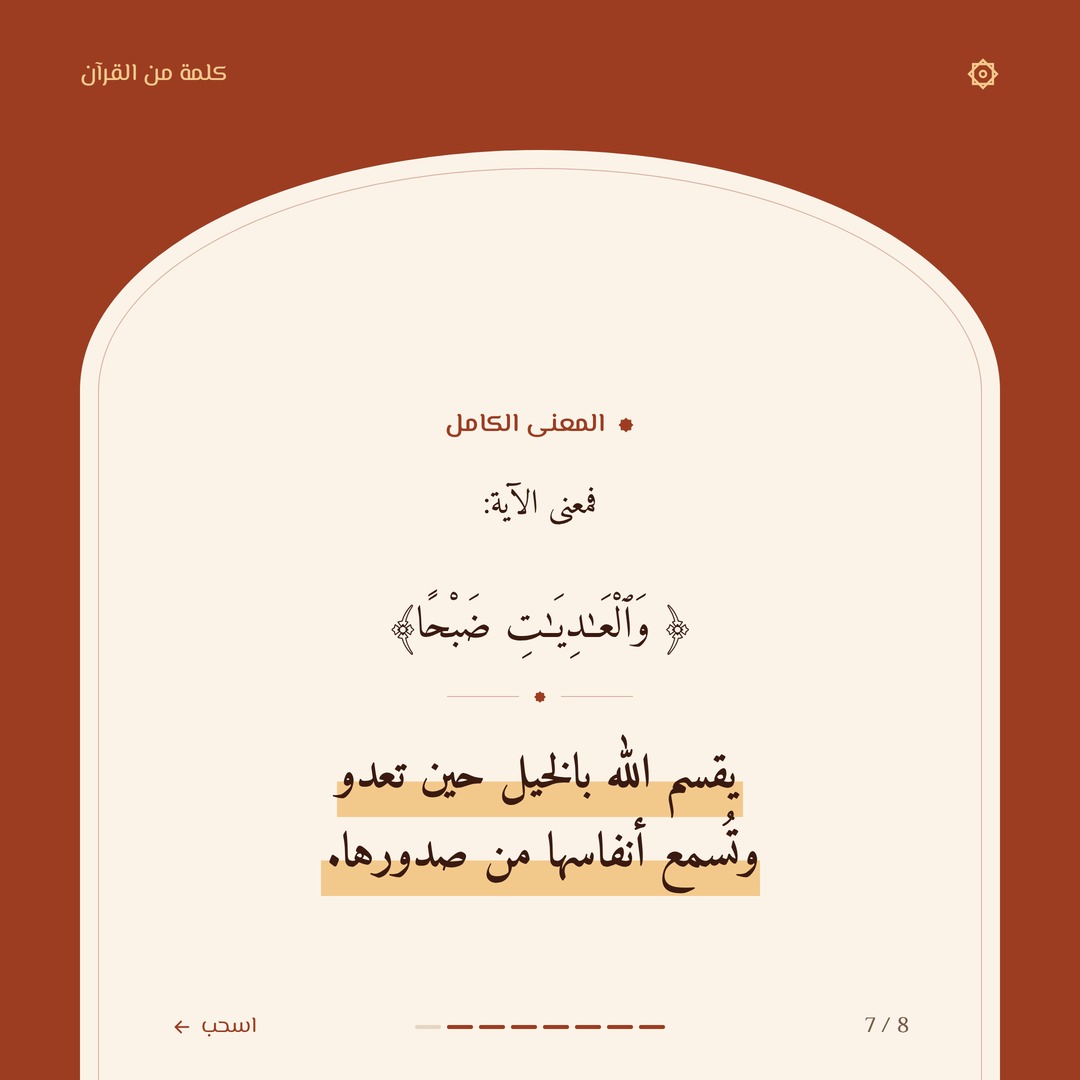 كلمة من القرآن
المعنى الكامل
فمعنى الآية:
﴿ وَٱلْعَـٰدِيَـٰتِ ضَبْحًا﴾
يقسم الله بالخيل حين تعدو
وتُسمع أنفاسها من صدورها.
7 / 8
اسحب ←